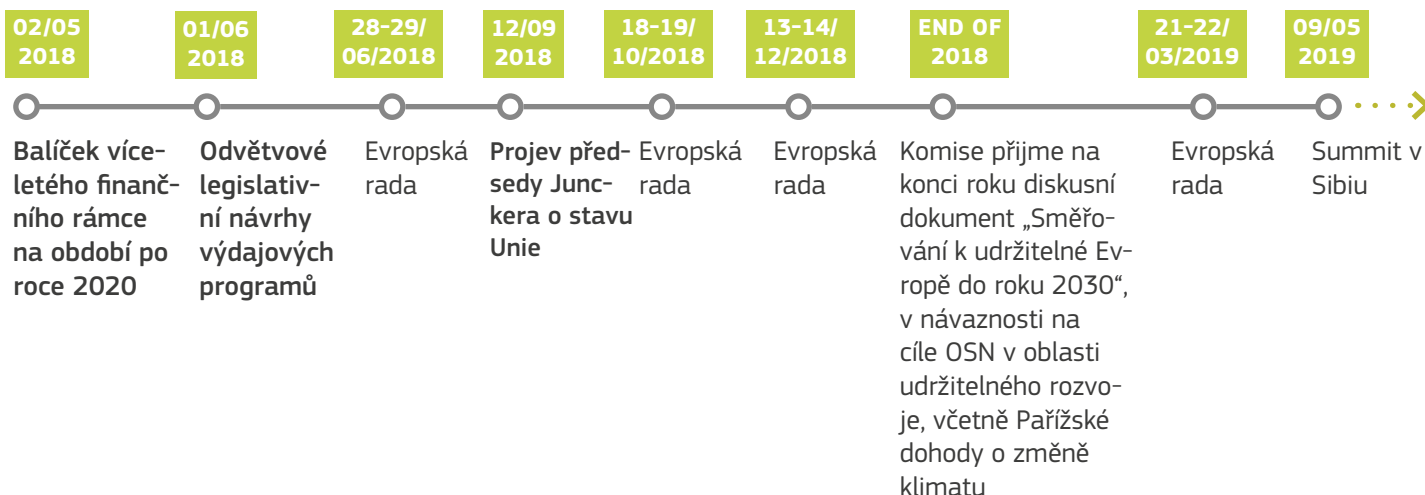 02/05
2018
Balíček více-
letého finanč-
ního rámce
na období po
roce 2020
01/06
2018
Odvětvové
legislativ-
ní návrhy
výdajových
programů
28-29/
06/2018
Evropská
rada
12/09
2018
Projev před-
sedy Junc-
kera o stavu
Unie
18-19/
10/2018
Evropská
rada
13-14/
12/2018
Evropská
rada
END OF
2018
Komise přijme na
konci roku diskusní
dokument „Směřo-
vání k udržitelné Ev-
ropě do roku 2030“,
v návaznosti na
cíle OSN v oblasti
udržitelného rozvo-
je, včetně Pařížské
dohody o změně
klimatu
21-22/
03/2019
Evropská
rada
09/05
2019
Summit v
Sibiu